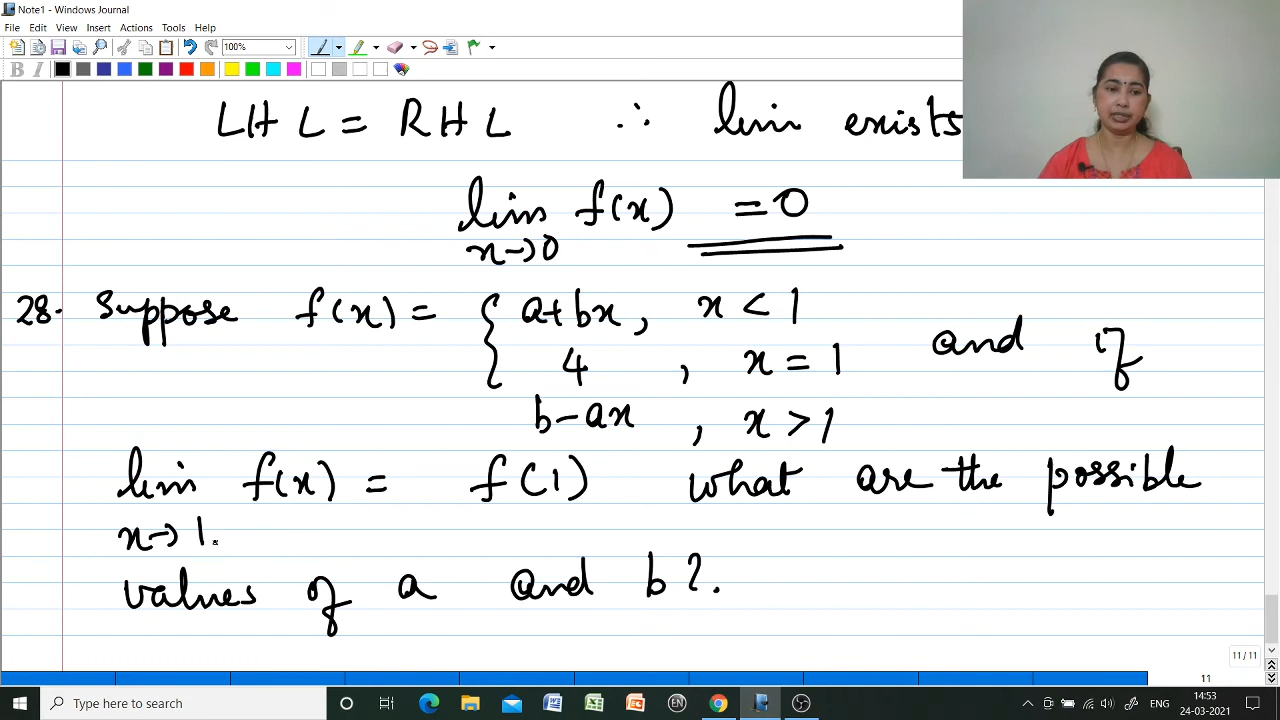 Note1 - Windows Journal
File Edit View Insert Actions Tools Help
100%
B I
LHL = RHL ∴ lim exists
lim f(x) = 0
x→0
28. Suppose f(x) = { a+bx, x < 1
4 , x = 1 and if
b-ax , x > 1
lim f(x) = f(1) what are the possible
x→1.
values of a and b?.
11 / 11
11
Type here to search
ENG
14:53
24-03-2021